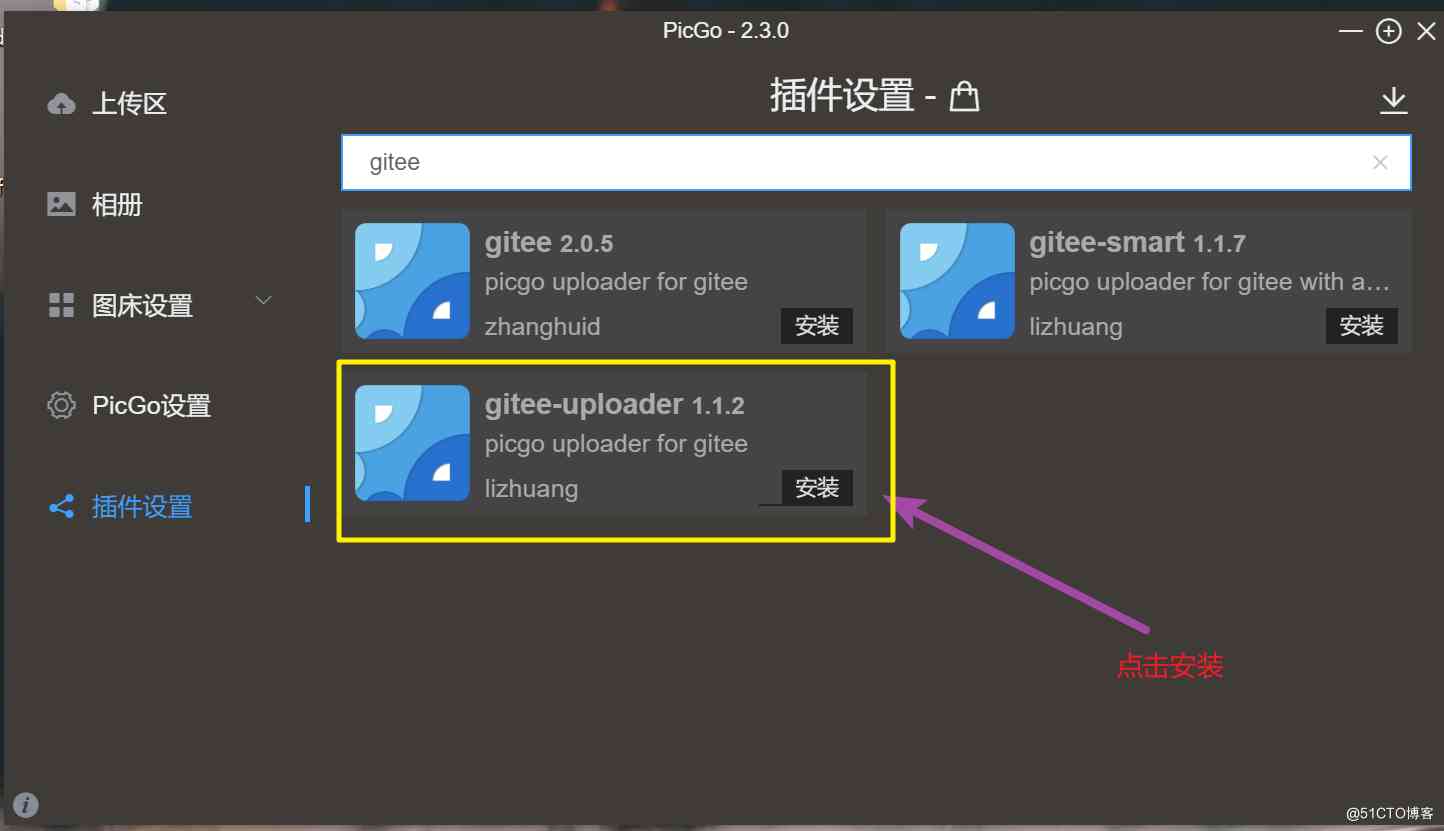 PicGo - 2.3.0
上传区
相册
图床设置
PicGo设置
插件设置
插件设置 -
gitee
gitee 2.0.5
picgo uploader for gitee
zhanghuid
安装
gitee-smart 1.1.7
picgo uploader for gitee with a…
lizhuang
安装
gitee-uploader 1.1.2
picgo uploader for gitee
lizhuang
安装
点击安装
@51CTO博客